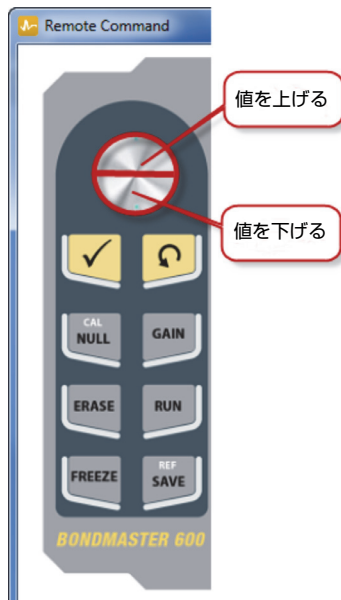 Remote Command
値を上げる
値を下げる
CAL
NULL
GAIN
ERASE
RUN
FREEZE
REF
SAVE
BONDMASTER 600